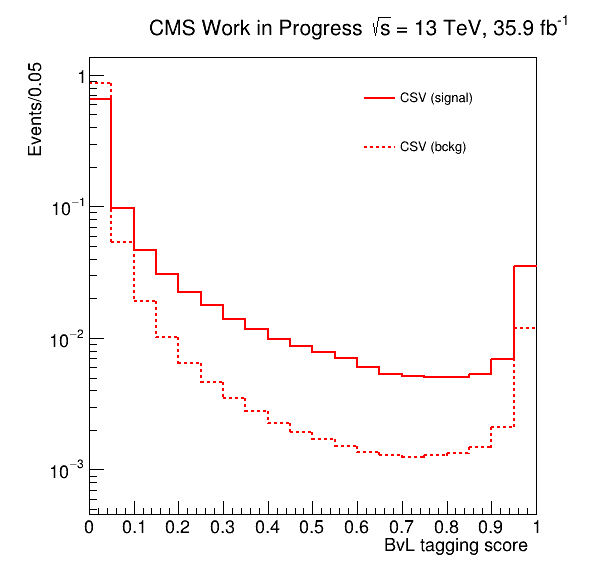 CMS Work in Progress √s = 13 TeV, 35.9 fb⁻¹
Events/0.05
CSV (signal)
CSV (bckg)
1
10⁻¹
10⁻²
10⁻³
0 0.1 0.2 0.3 0.4 0.5 0.6 0.7 0.8 0.9 1
BvL tagging score